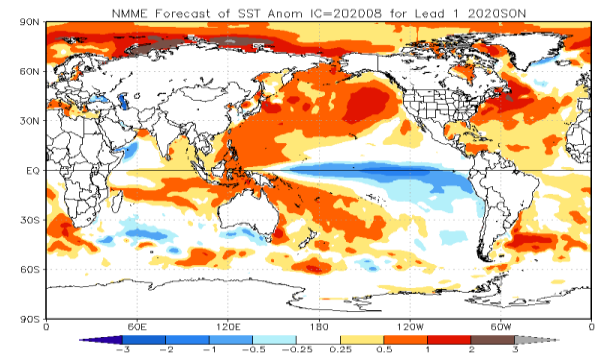 NMME Forecast of SST Anom IC=202008 for Lead 1 2020SON
90N
60N
30N
EQ
30S
60S
90S
0 60E 120E 180 120W 60W 0
-3 -2 -1 -0.5 -0.25 0.25 0.5 1 2